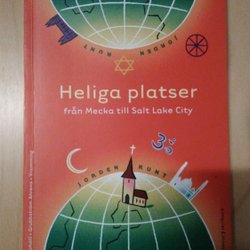 JORDEN RUNT
Heliga platser
från Mecka till Salt Lake City
JORDEN RUNT